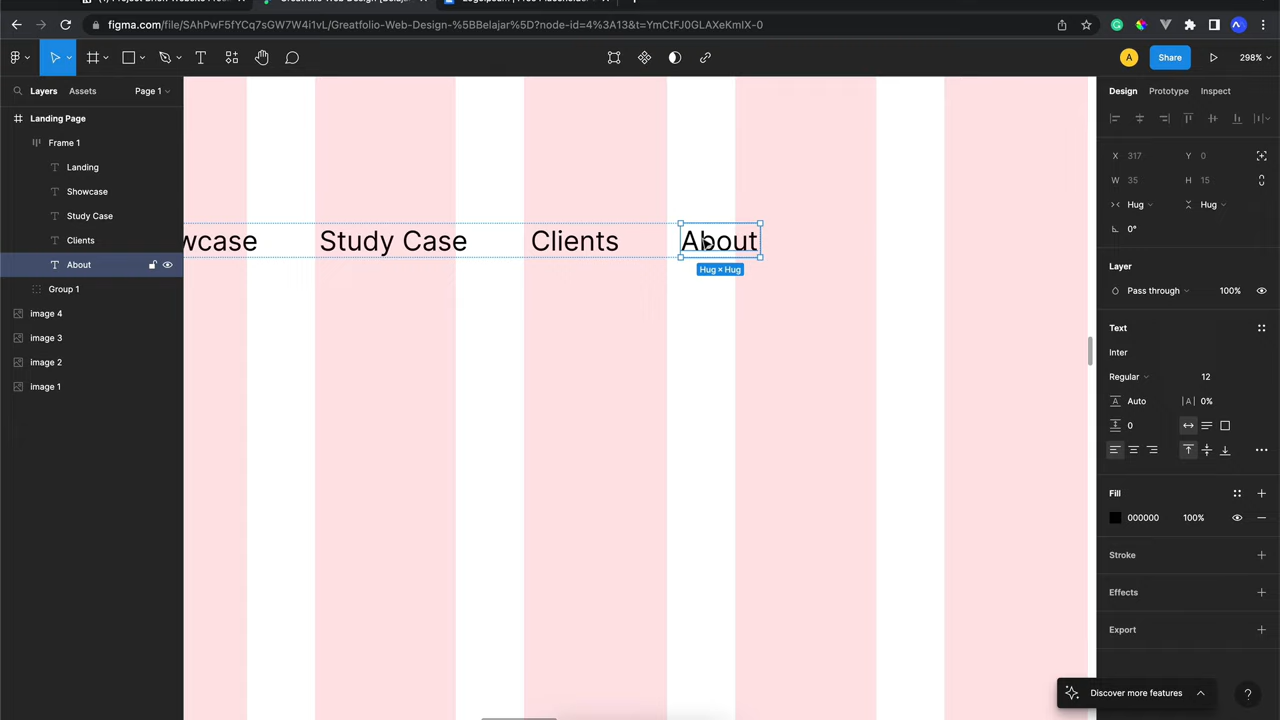 figma.com/file/SAhPwF5fYCq7sGW7W4i1vL/Greatfolio-Web-Design-%5BBelajar%5D?node-id=4%3A13&t=YmCtFJ0GLAXeKmIX-0
A
Share
298%
Layers
Assets
Page 1
Landing Page
Frame 1
Landing
Showcase
Study Case
Clients
About
Group 1
image 4
image 3
image 2
image 1
wcase
Study Case
Clients
About
Hug × Hug
Design
Prototype
Inspect
X 317
Y 0
W 35
H 15
Hug
Hug
0°
Layer
Pass through
100%
Text
Inter
Regular
12
Auto
0%
0
Fill
000000
100%
Stroke
Effects
Export
Discover more features
?